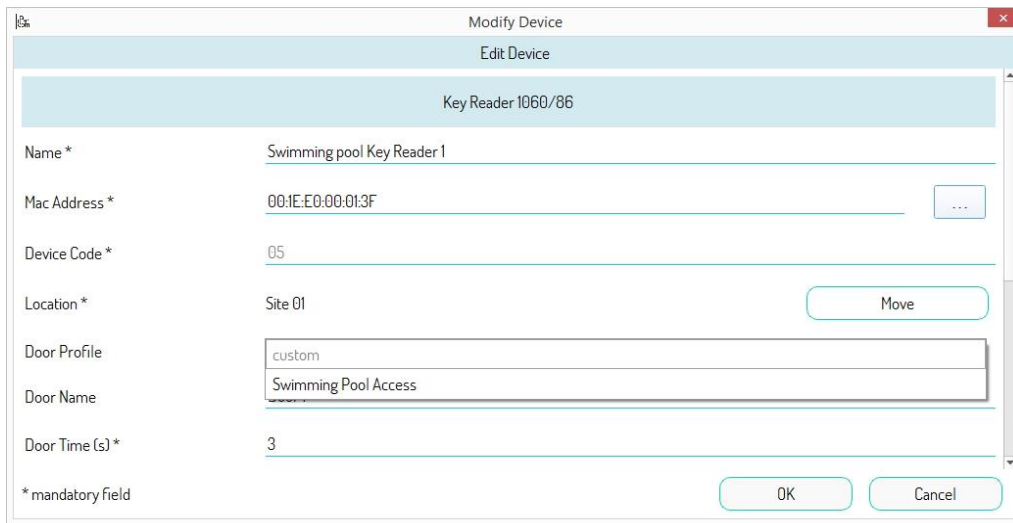 Modify Device
Edit Device
Key Reader 1060/86
Name * Swimming pool Key Reader 1
Mac Address * 00:1E:E0:00:01:3F ...
Device Code * 05
Location * Site 01 Move
Door Profile custom
Swimming Pool Access
Door Name
Door Time (s) * 3
* mandatory field OK Cancel